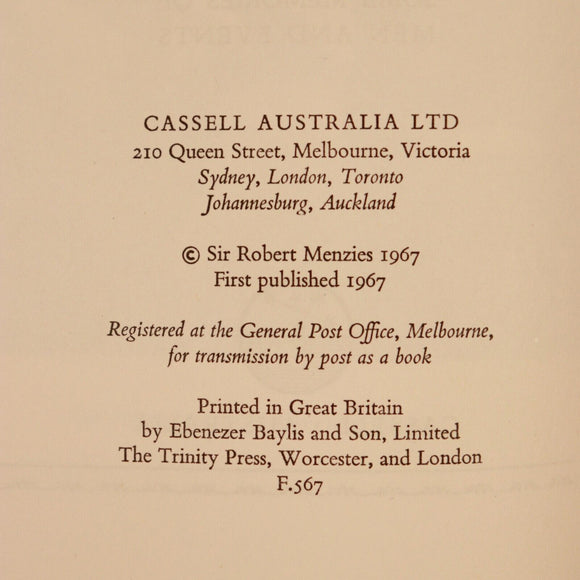 CASSELL AUSTRALIA LTD
210 Queen Street, Melbourne, Victoria
Sydney, London, Toronto
Johannesburg, Auckland
© Sir Robert Menzies 1967
First published 1967
Registered at the General Post Office, Melbourne,
for transmission by post as a book
Printed in Great Britain
by Ebenezer Baylis and Son, Limited
The Trinity Press, Worcester, and London
F.567